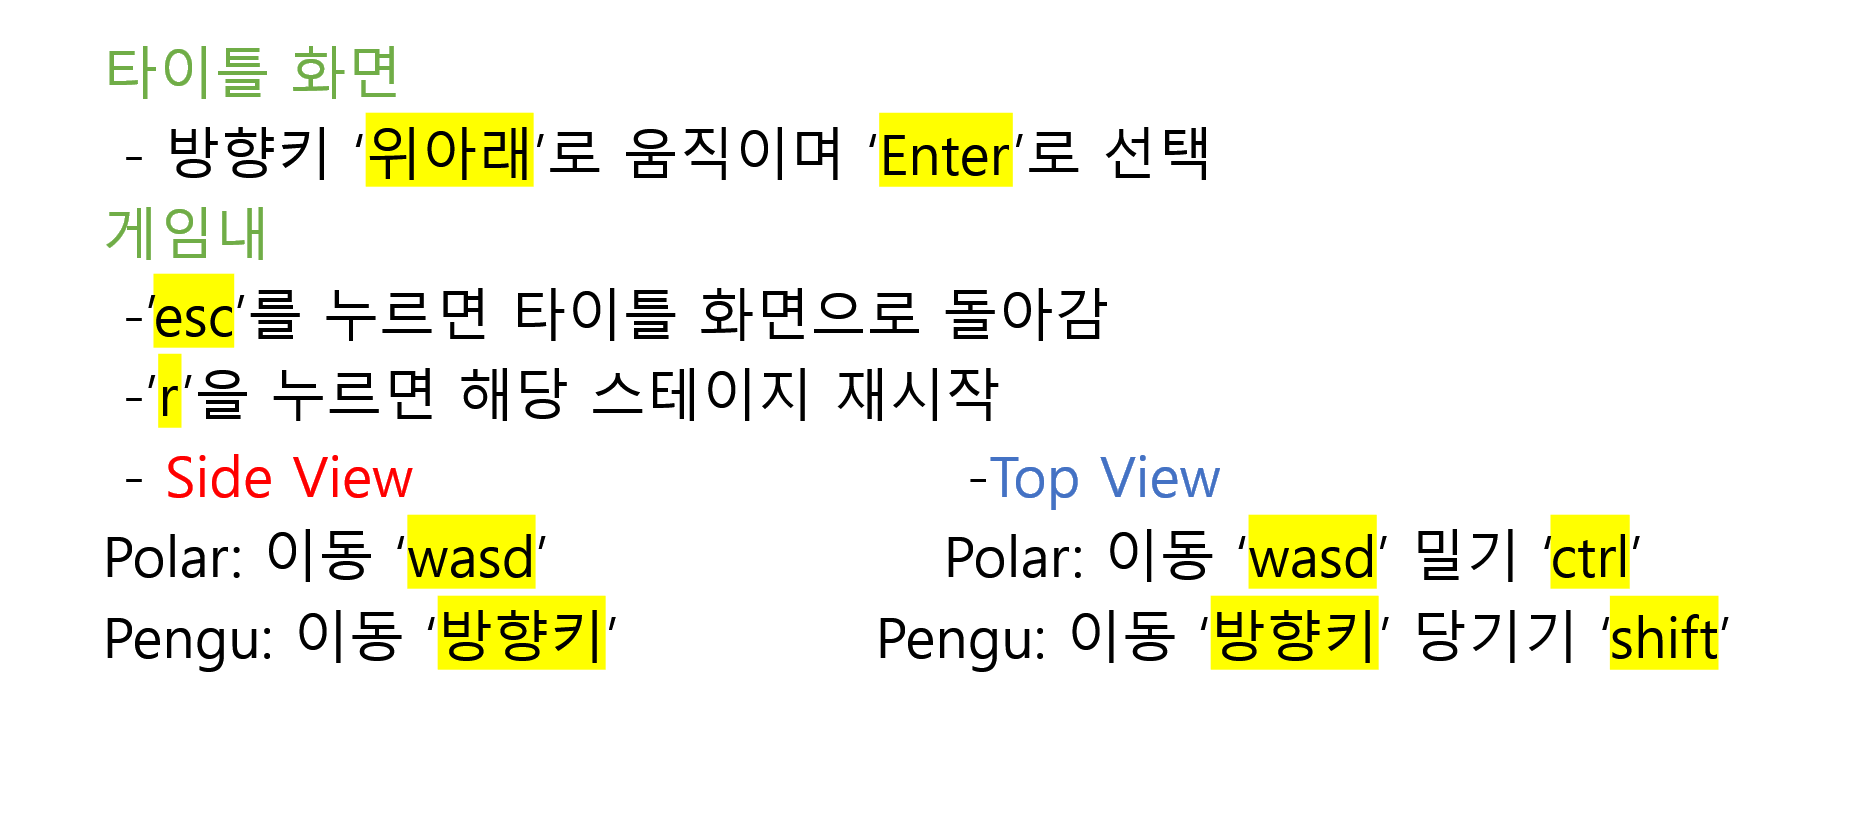 타이틀 화면
- 방향키 ‘위아래’로 움직이며 ‘Enter’로 선택
게임내
-’esc’를 누르면 타이틀 화면으로 돌아감
-’r’을 누르면 해당 스테이지 재시작
- Side View -Top View
Polar: 이동 ‘wasd’ Polar: 이동 ‘wasd’ 밀기 ‘ctrl’
Pengu: 이동 ‘방향키’ Pengu: 이동 ‘방향키’ 당기기 ‘shift’